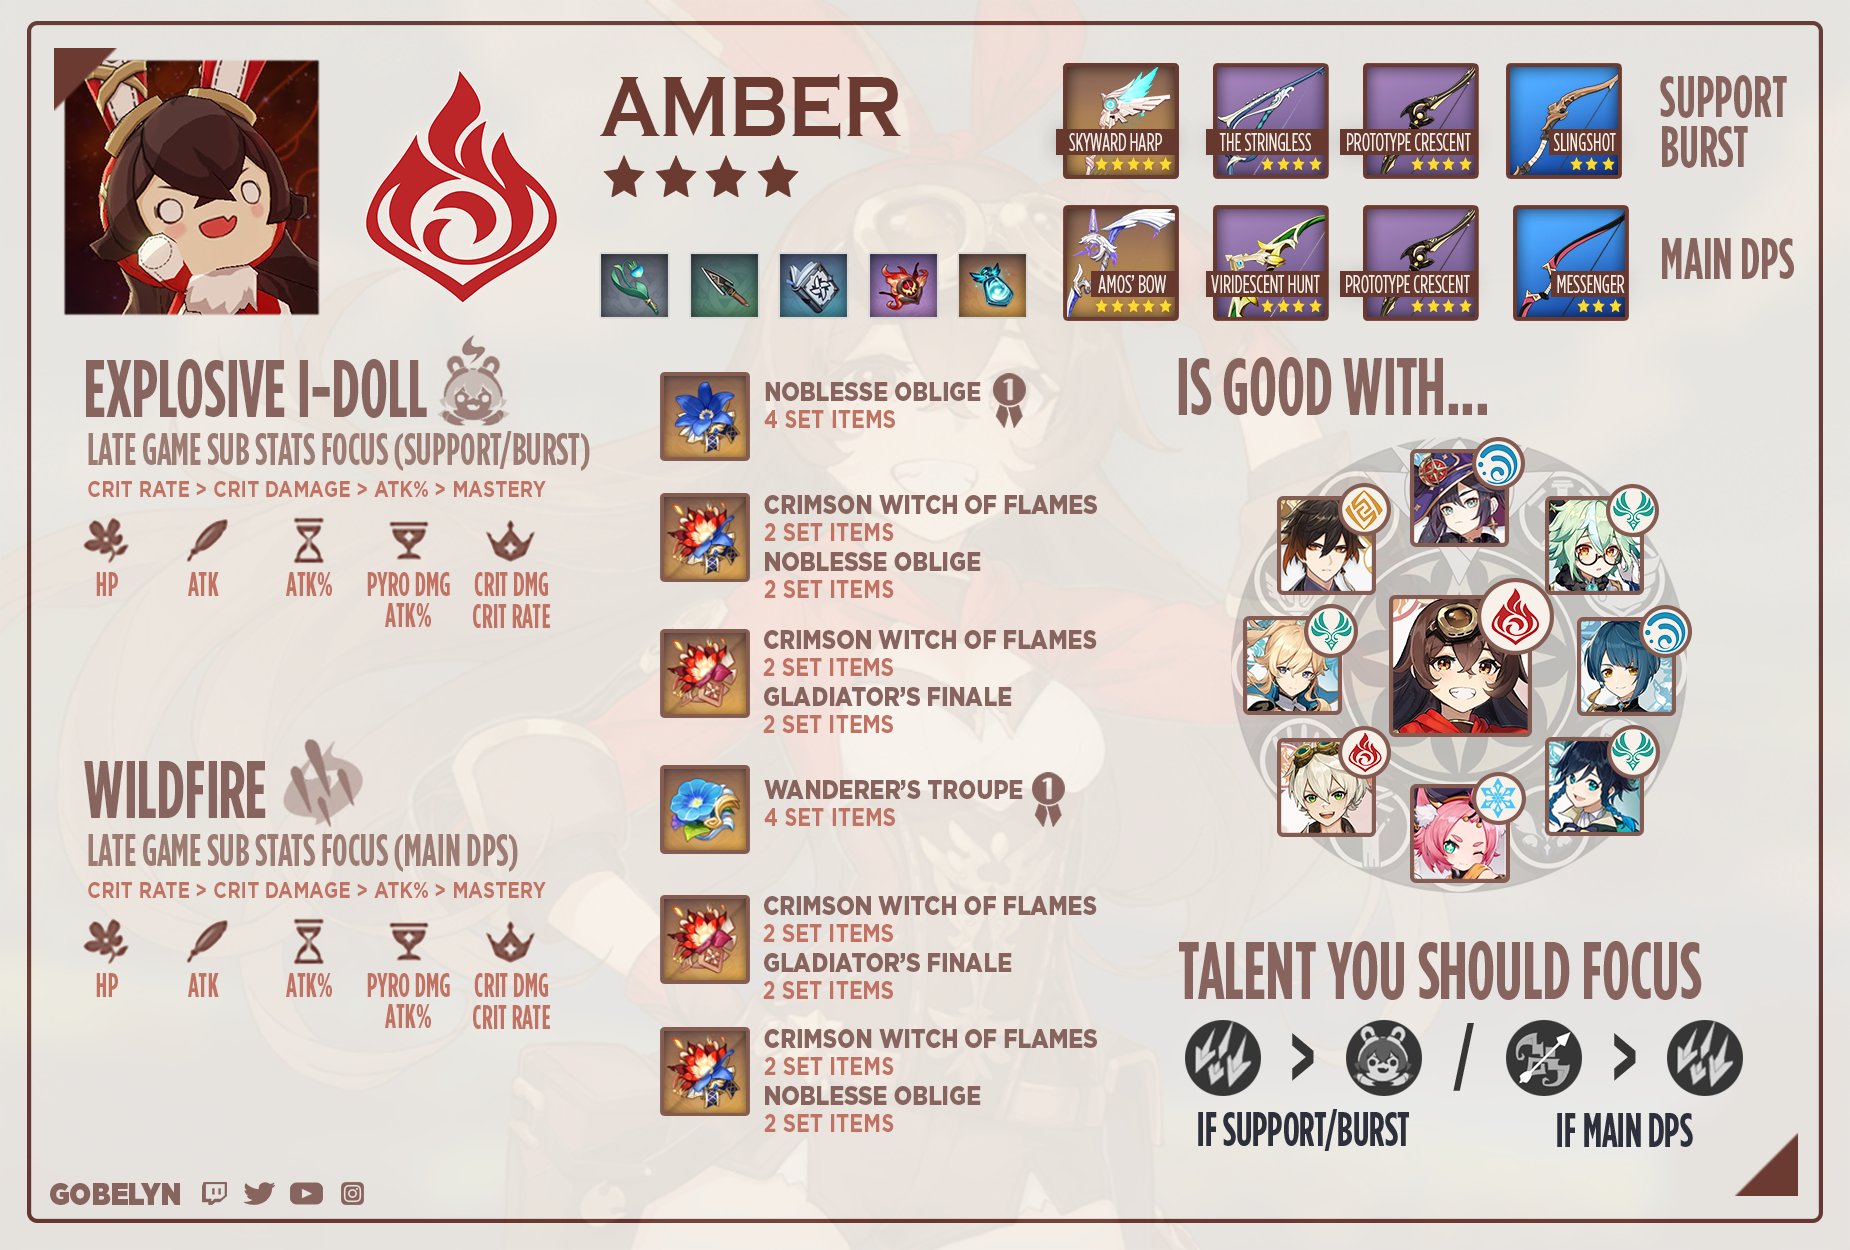 AMBER
SKYWARD HARP
THE STRINGLESS
PROTOTYPE CRESCENT
SLINGSHOT
SUPPORT
BURST
AMOS' BOW
VIRIDESCENT HUNT
PROTOTYPE CRESCENT
MESSENGER
MAIN DPS
EXPLOSIVE I-DOLL
LATE GAME SUB STATS FOCUS (SUPPORT/BURST)
CRIT RATE > CRIT DAMAGE > ATK% > MASTERY
HP
ATK
ATK%
PYRO DMG
ATK%
CRIT DMG
CRIT RATE
WILDFIRE
LATE GAME SUB STATS FOCUS (MAIN DPS)
CRIT RATE > CRIT DAMAGE > ATK% > MASTERY
HP
ATK
ATK%
PYRO DMG
ATK%
CRIT DMG
CRIT RATE
NOBLESSE OBLIGE 1
4 SET ITEMS
CRIMSON WITCH OF FLAMES
2 SET ITEMS
NOBLESSE OBLIGE
2 SET ITEMS
CRIMSON WITCH OF FLAMES
2 SET ITEMS
GLADIATOR'S FINALE
2 SET ITEMS
WANDERER'S TROUPE 1
4 SET ITEMS
CRIMSON WITCH OF FLAMES
2 SET ITEMS
GLADIATOR'S FINALE
2 SET ITEMS
CRIMSON WITCH OF FLAMES
2 SET ITEMS
NOBLESSE OBLIGE
2 SET ITEMS
IS GOOD WITH...
TALENT YOU SHOULD FOCUS
> / >
IF SUPPORT/BURST
IF MAIN DPS
GOBELYN